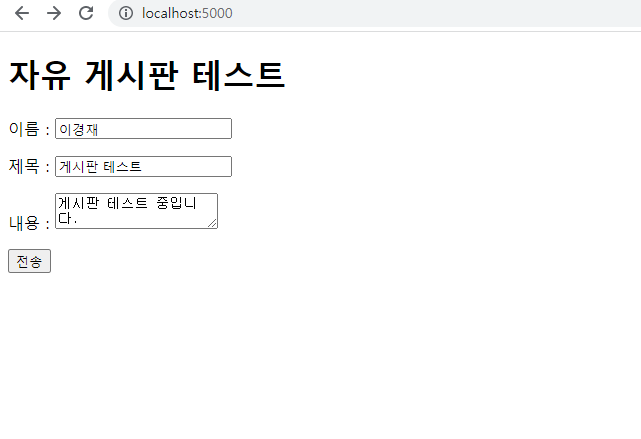 localhost:5000
자유 게시판 테스트
이름 : 이경재
제목 : 게시판 테스트
내용 : 게시판 테스트 중입니
다.
전송